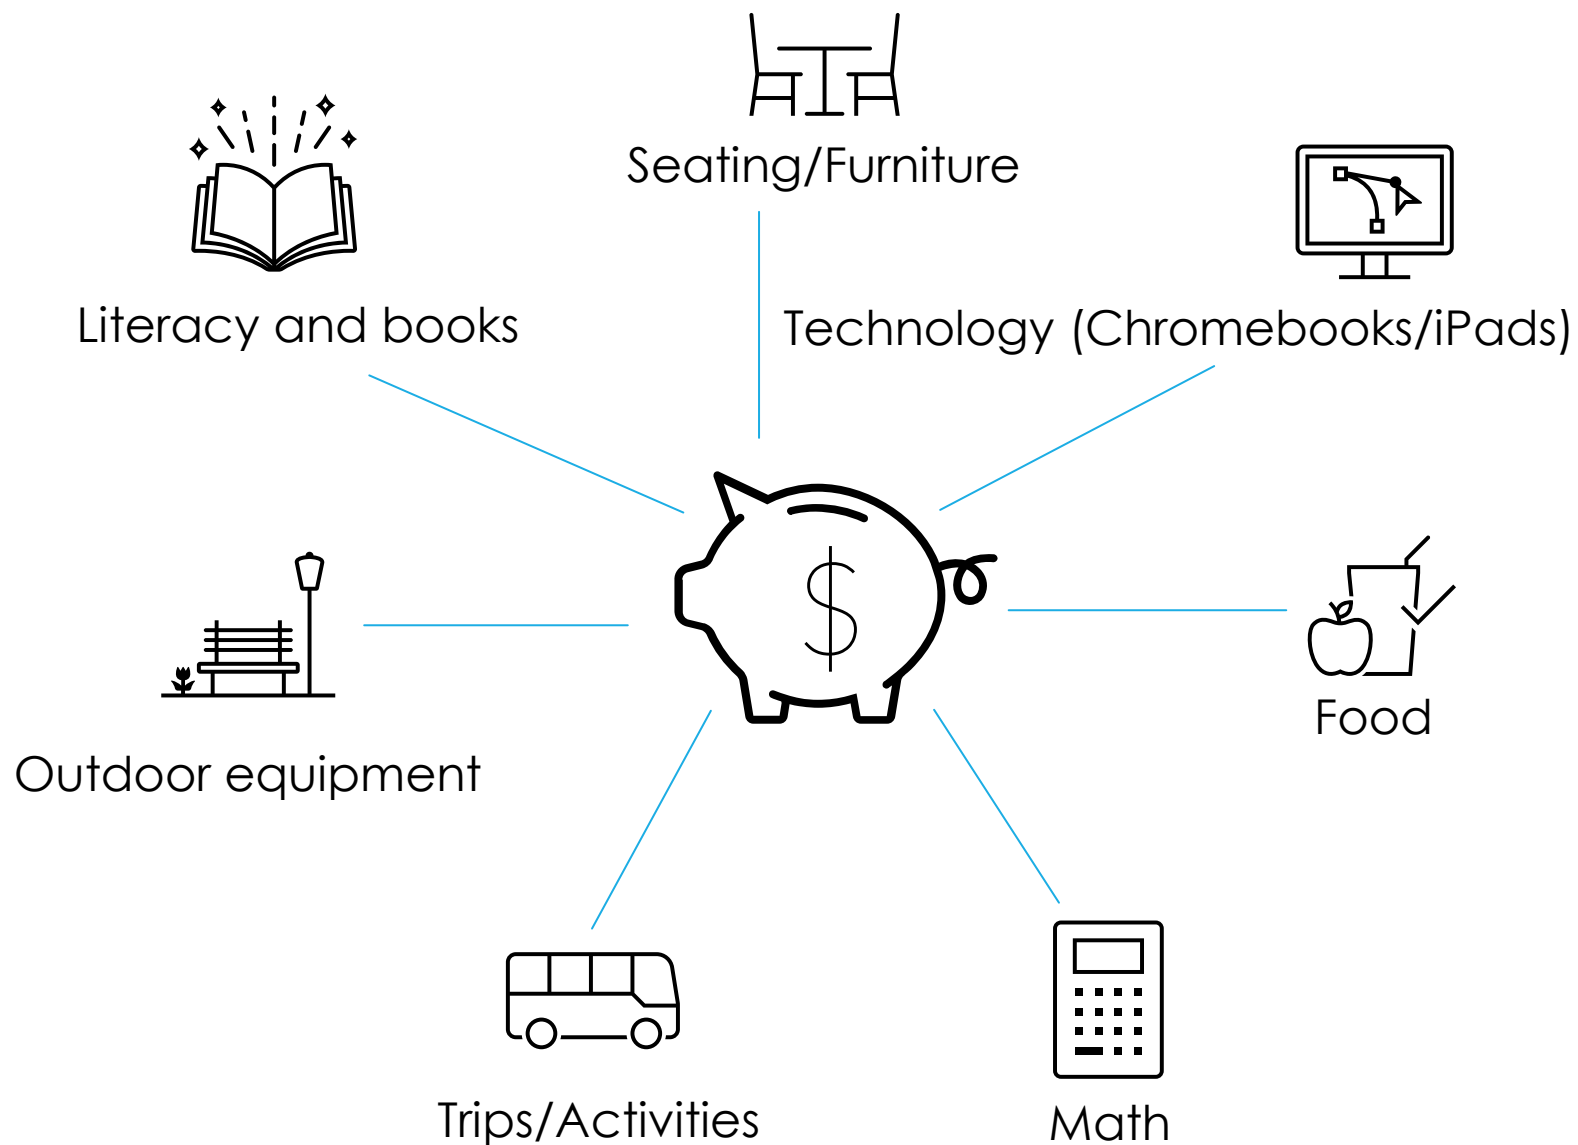 Seating/Furniture
Literacy and books
Technology (Chromebooks/iPads)
$
Food
Outdoor equipment
Trips/Activities
Math